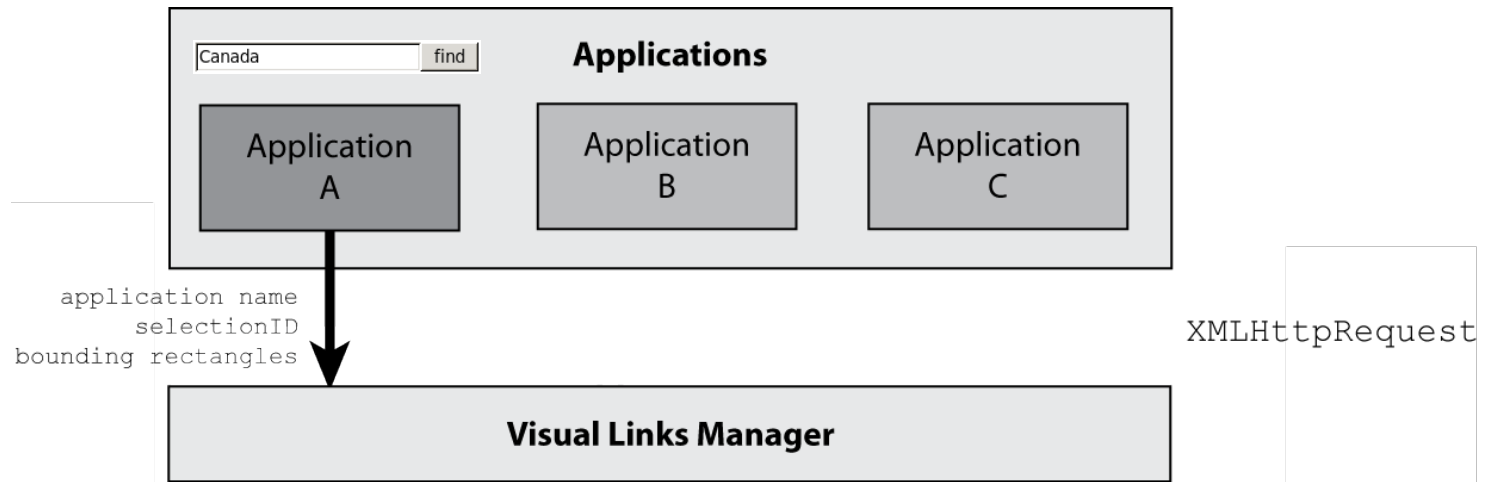 Canada find
Applications
Application
A
Application
B
Application
C
application name
selectionID
bounding rectangles
XMLHttpRequest
Visual Links Manager